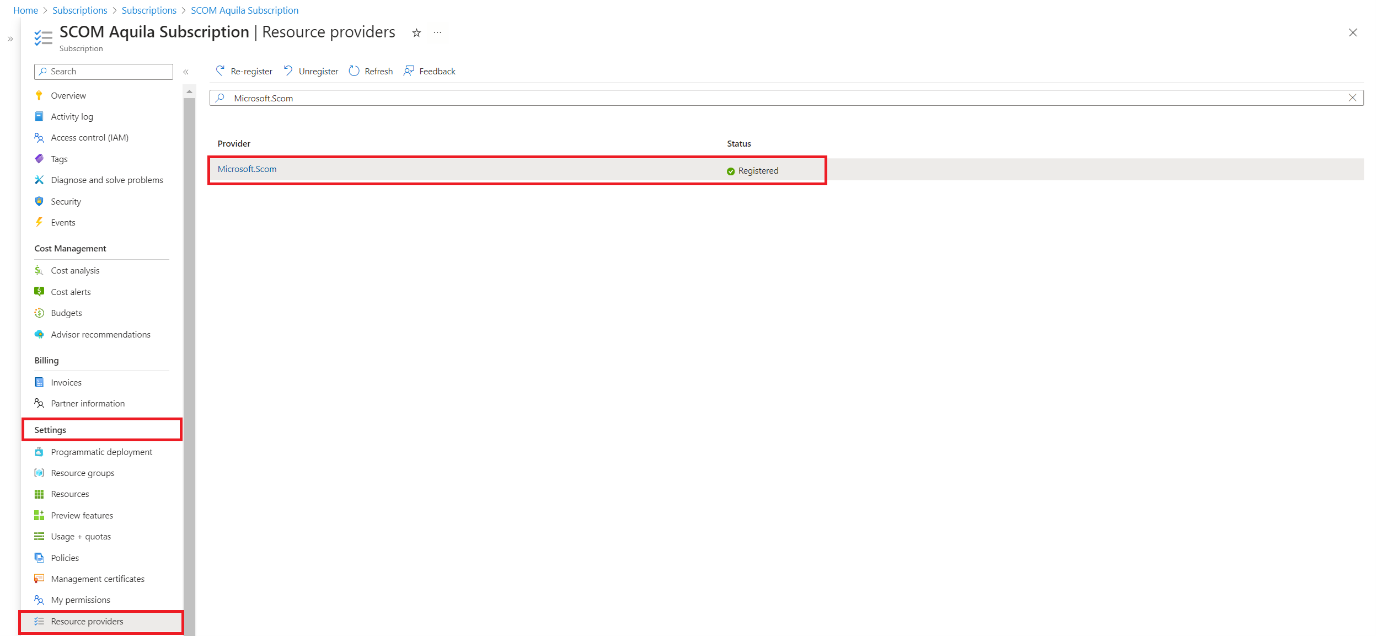 Home > Subscriptions > Subscriptions > SCOM Aquila Subscription
SCOM Aquila Subscription | Resource providers
Subscription
Search
Overview
Activity log
Access control (IAM)
Tags
Diagnose and solve problems
Security
Events
Cost Management
Cost analysis
Cost alerts
Budgets
Advisor recommendations
Billing
Invoices
Partner information
Settings
Programmatic deployment
Resource groups
Resources
Preview features
Usage + quotas
Policies
Management certificates
My permissions
Resource providers
Re-register Unregister Refresh Feedback
Microsoft.Scom
Provider Status
Microsoft.Scom Registered